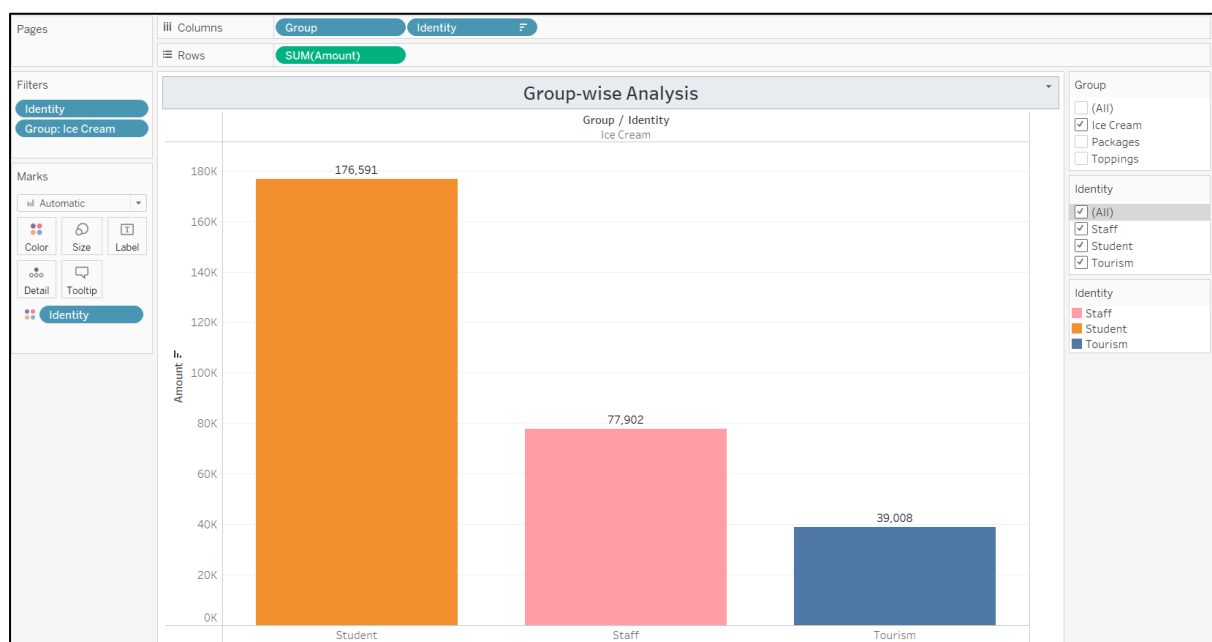 Pages
Columns
Group
Identity
Rows
SUM(Amount)
Filters
Identity
Group: Ice Cream
Marks
Automatic
Color
Size
Label
Detail
Tooltip
Identity
Group-wise Analysis
Group / Identity
Ice Cream
Amount
180K
160K
140K
120K
100K
80K
60K
40K
20K
0K
176,591
77,902
39,008
Student
Staff
Tourism
Group
(All)
Ice Cream
Packages
Toppings
Identity
(All)
Staff
Student
Tourism
Identity
Staff
Student
Tourism